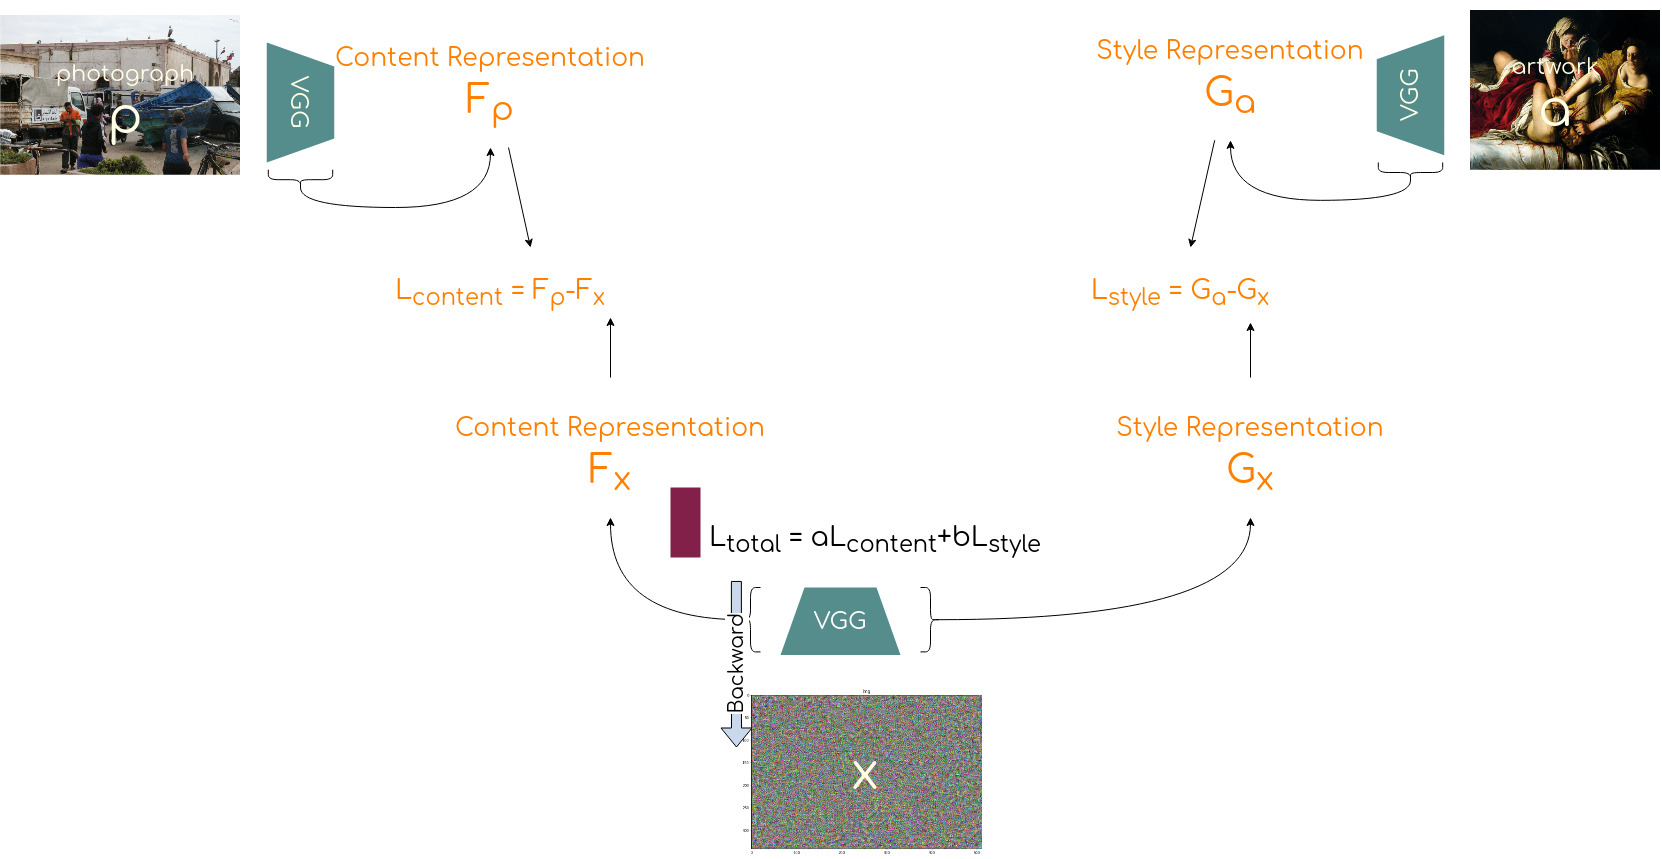 photograph
p
VGG
Content Representation
Fp
Style Representation
Ga
VGG
artwork
a
Lcontent = Fp-Fx
Lstyle = Ga-Gx
Content Representation
Fx
Style Representation
Gx
Ltotal = aLcontent+bLstyle
VGG
Backward
img
x